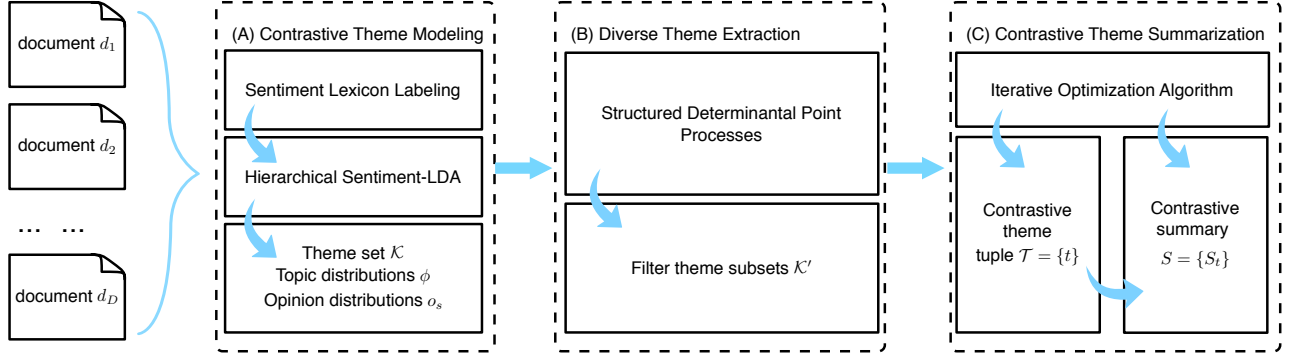 document d₁
document d₂
... ...
document d_D
(A) Contrastive Theme Modeling
Sentiment Lexicon Labeling
Hierarchical Sentiment-LDA
Theme set 𝒦
Topic distributions ϕ
Opinion distributions oₛ
(B) Diverse Theme Extraction
Structured Determinantal Point
Processes
Filter theme subsets 𝒦′
(C) Contrastive Theme Summarization
Iterative Optimization Algorithm
Contrastive
theme
tuple 𝒯 = {t}
Contrastive
summary
S = {Sₜ}